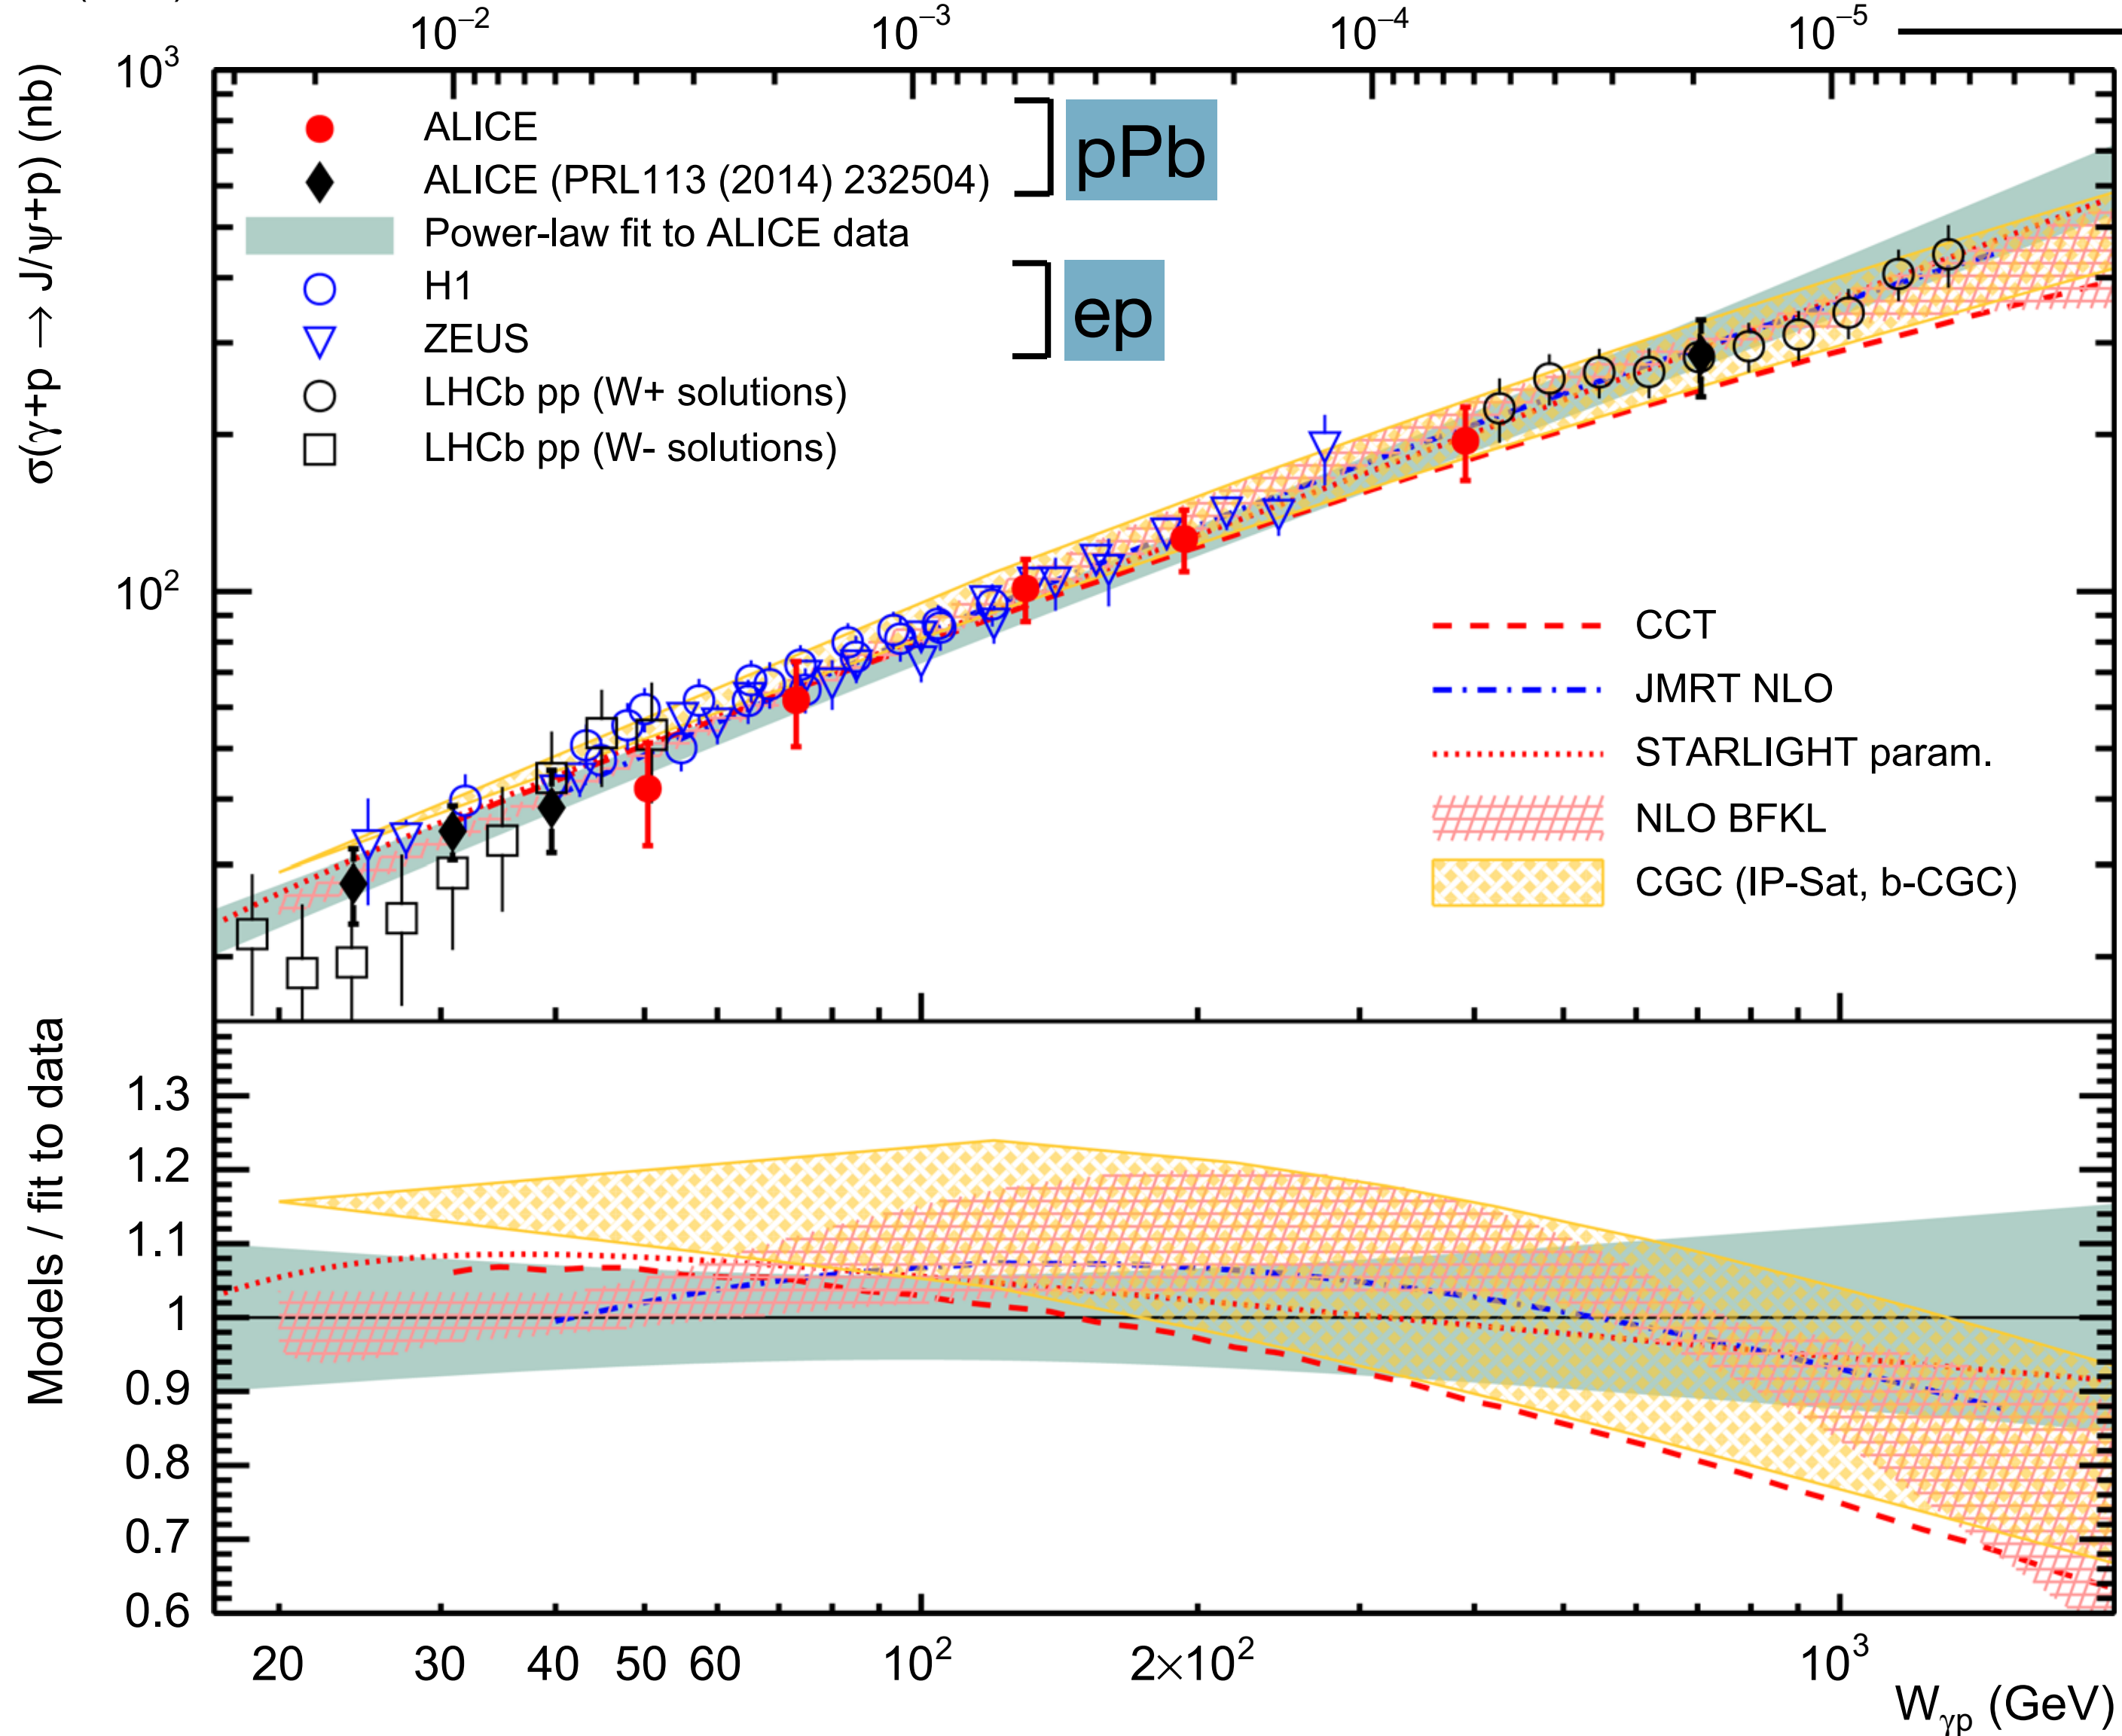 10⁻² 10⁻³ 10⁻⁴ 10⁻⁵
σ(γ+p → J/ψ+p) (nb)
10³
10²
ALICE
ALICE (PRL113 (2014) 232504)
pPb
Power-law fit to ALICE data
H1
ZEUS
ep
LHCb pp (W+ solutions)
LHCb pp (W- solutions)
CCT
JMRT NLO
STARLIGHT param.
NLO BFKL
CGC (IP-Sat, b-CGC)
Models / fit to data
1.3
1.2
1.1
1
0.9
0.8
0.7
0.6
20 30 40 50 60 10² 2×10² 10³
Wγp (GeV)